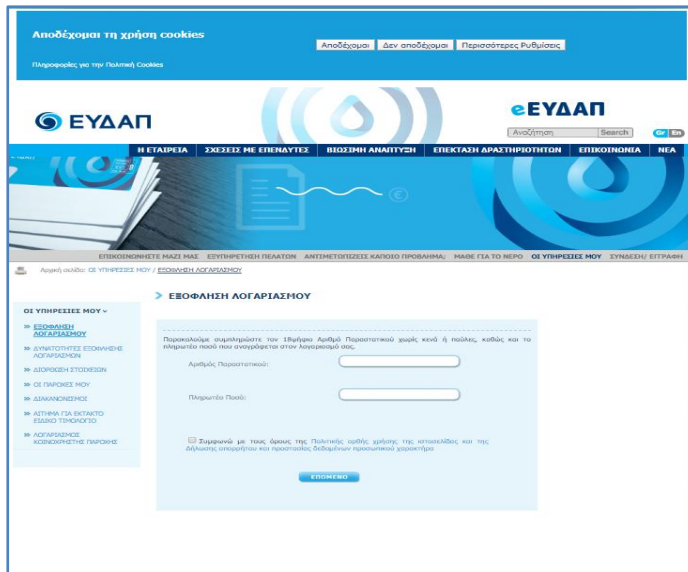 Αποδέχομαι τη χρήση cookies
Αποδέχομαι Δεν αποδέχομαι Περισσότερες Ρυθμίσεις
Πληροφορίες για την Πολιτική Cookies
ΕΥΔΑΠ
eΕΥΔΑΠ
Αναζήτηση Search Gr En
Η ΕΤΑΙΡΕΙΑ ΣΧΕΣΕΙΣ ΜΕ ΕΠΕΝΔΥΤΕΣ ΒΙΩΣΙΜΗ ΑΝΑΠΤΥΞΗ ΕΠΕΚΤΑΣΗ ΔΡΑΣΤΗΡΙΟΤΗΤΩΝ ΕΠΙΚΟΙΝΩΝΙΑ ΝΕΑ
ΕΠΙΚΟΙΝΩΝΗΣΤΕ ΜΑΖΙ ΜΑΣ ΕΞΥΠΗΡΕΤΗΣΗ ΠΕΛΑΤΩΝ ΑΝΤΙΜΕΤΩΠΙΖΕΙΣ ΚΑΠΟΙΟ ΠΡΟΒΛΗΜΑ; ΜΑΘΕ ΓΙΑ ΤΟ ΝΕΡΟ ΟΙ ΥΠΗΡΕΣΙΕΣ ΜΟΥ ΣΥΝΔΕΣΗ/ ΕΓΓΡΑΦΗ
Αρχική σελίδα: ΟΙ ΥΠΗΡΕΣΙΕΣ ΜΟΥ / ΕΞΟΦΛΗΣΗ ΛΟΓΑΡΙΑΣΜΟΥ
ΕΞΟΦΛΗΣΗ ΛΟΓΑΡΙΑΣΜΟΥ
ΟΙ ΥΠΗΡΕΣΙΕΣ ΜΟΥ
ΕΞΟΦΛΗΣΗ
ΛΟΓΑΡΙΑΣΜΟΥ
ΔΥΝΑΤΟΤΗΤΕΣ ΕΞΟΦΛΗΣΗΣ
ΛΟΓΑΡΙΑΣΜΩΝ
ΔΙΟΡΘΩΣΗ ΣΤΟΙΧΕΙΩΝ
ΟΙ ΠΑΡΟΧΕΣ ΜΟΥ
ΔΙΑΚΑΝΟΝΙΣΜΟΙ
ΑΙΤΗΜΑ ΓΙΑ ΕΚΤΑΚΤΟ
ΕΙΔΙΚΟ ΤΙΜΟΛΟΓΙΟ
ΛΟΓΑΡΙΑΣΜΟΣ
ΚΟΙΝΟΧΡΗΣΤΗΣ ΠΑΡΟΧΗΣ
Παρακαλούμε συμπληρώστε τον 18ψήφιο Αριθμό Παραστατικού χωρίς κενά ή παύλες, καθώς και το
πληρωτέο ποσό που αναγράφεται στον λογαριασμό σας.
Αριθμός Παραστατικού:
Πληρωτέο Ποσό:
Συμφωνώ με τους όρους της Πολιτικής ορθής χρήσης της ιστοσελίδας και της
Δήλωσης απορρήτου και προστασίας δεδομένων προσωπικού χαρακτήρα
ΕΠΟΜΕΝΟ